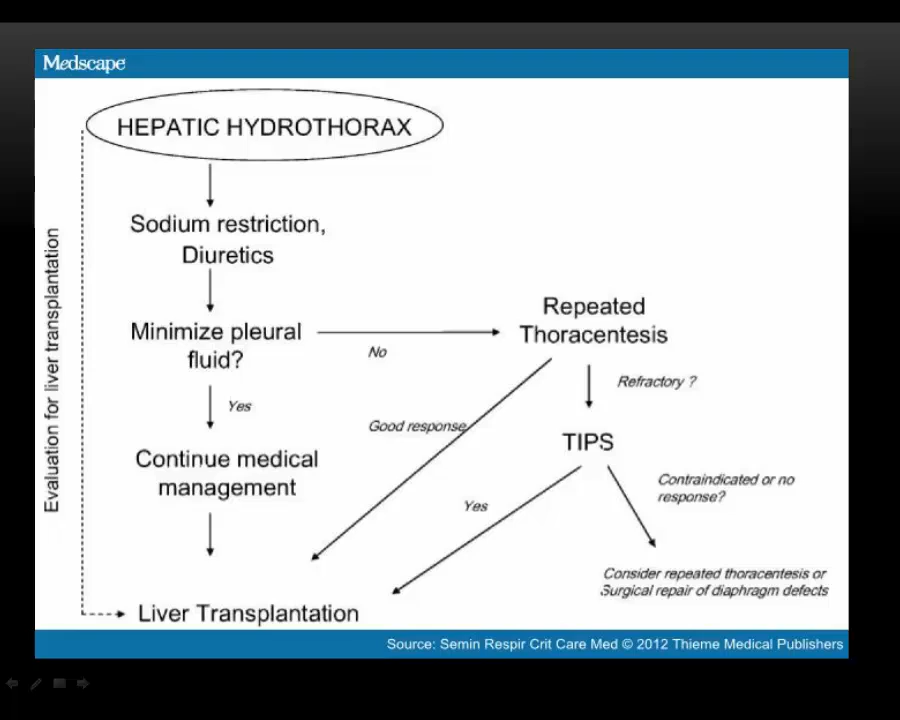 Medscape
HEPATIC HYDROTHORAX
Sodium restriction,
Diuretics
Minimize pleural
fluid?
No
Yes
Continue medical
management
Liver Transplantation
Evaluation for liver transplantation
Repeated
Thoracentesis
Refractory ?
Good response
TIPS
Yes
Contraindicated or no
response?
Consider repeated thoracentesis or
Surgical repair of diaphragm defects
Source: Semin Respir Crit Care Med © 2012 Thieme Medical Publishers